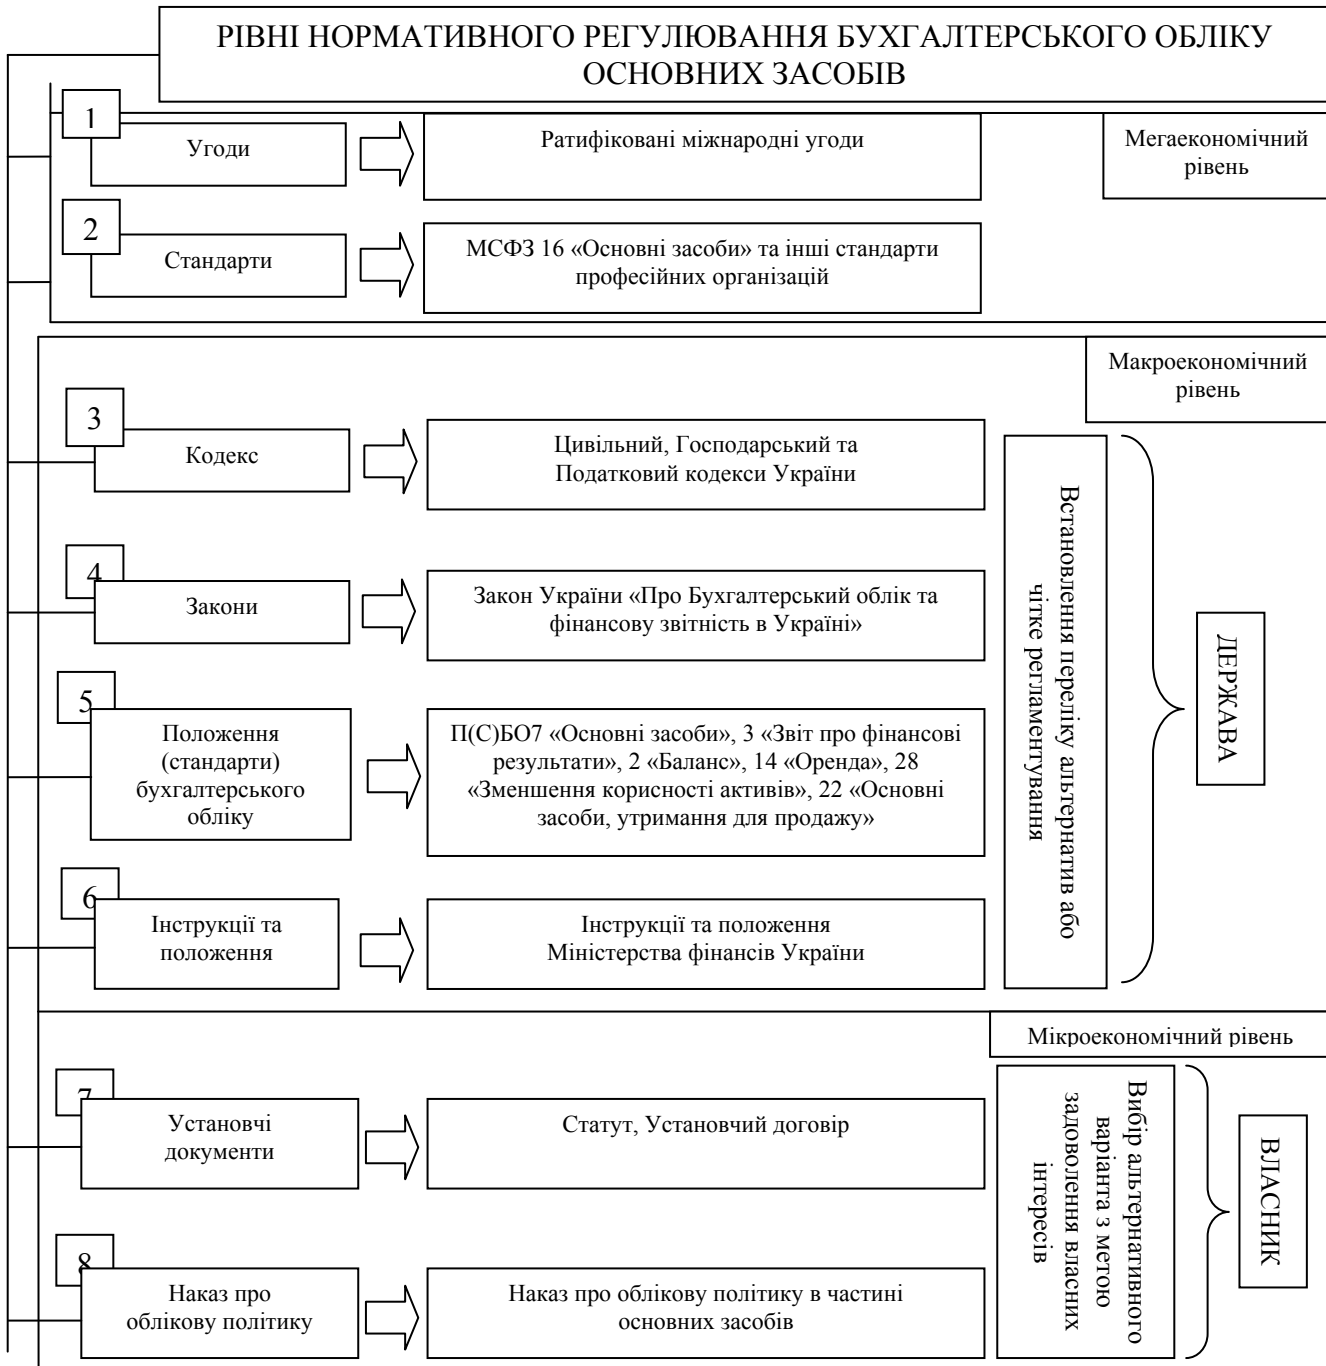 РІВНІ НОРМАТИВНОГО РЕГУЛЮВАННЯ БУХГАЛТЕРСЬКОГО ОБЛІКУ
ОСНОВНИХ ЗАСОБІВ
1
Угоди
Ратифіковані міжнародні угоди
Мегаекономічний
рівень
2
Стандарти
МСФЗ 16 «Основні засоби» та інші стандарти
професійних організацій
Макроекономічний
рівень
3
Кодекс
Цивільний, Господарський та
Податковий кодекси України
4
Закони
Закон України «Про Бухгалтерський облік та
фінансову звітність в Україні»
5
Положення
(стандарти)
бухгалтерського
обліку
П(С)БО7 «Основні засоби», 3 «Звіт про фінансові
результати», 2 «Баланс», 14 «Оренда», 28
«Зменшення корисності активів», 22 «Основні
засоби, утримання для продажу»
6
Інструкції та
положення
Інструкції та положення
Міністерства фінансів України
Встановлення переліку альтернатив або
чітке регламентування
ДЕРЖАВА
Мікроекономічний рівень
7
Установчі
документи
Статут, Установчий договір
8
Наказ про
облікову політику
Наказ про облікову політику в частині
основних засобів
Вибір альтернативного
варіанта з метою
задоволення власних
інтересів
ВЛАСНИК